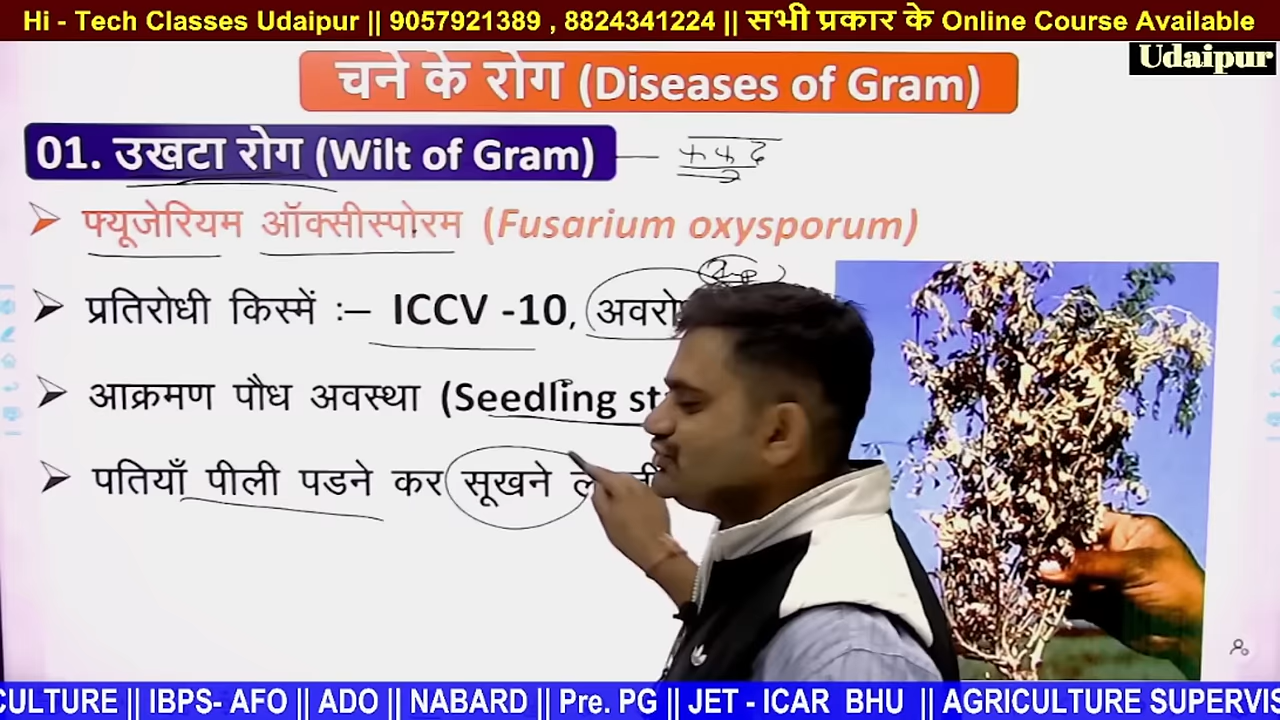 Hi - Tech Classes Udaipur || 9057921389 , 8824341224 || सभी प्रकार के Online Course Available
Udaipur
चने के रोग (Diseases of Gram)
01. उखटा रोग (Wilt of Gram)
फ्यूजेरियम ऑक्सीस्पोरम (Fusarium oxysporum)
प्रतिरोधी किस्में :– ICCV -10,
आक्रमण पौध अवस्था (Seedling
पतियाँ पीली पडने कर सूखने
CULTURE || IBPS- AFO || ADO || NABARD || Pre. PG || JET - ICAR BHU || AGRICULTURE SUPERVIS